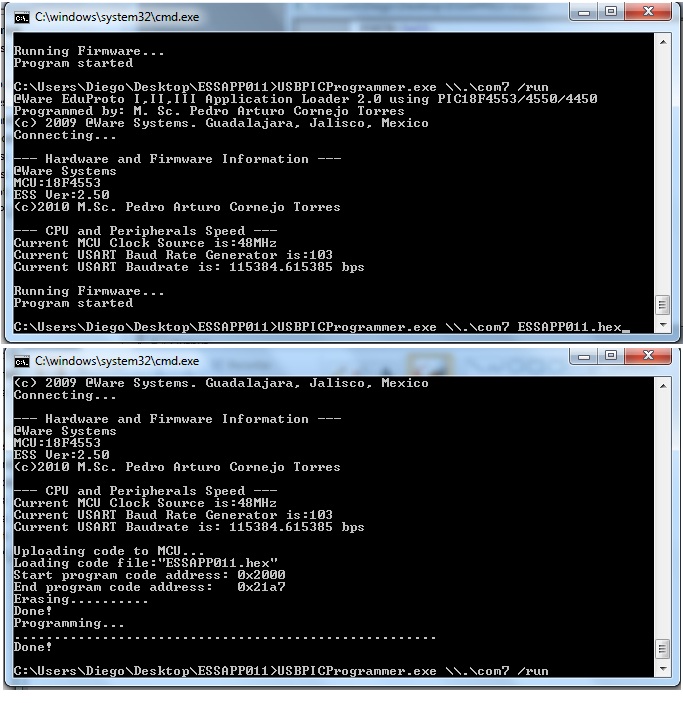 C:\windows\system32\cmd.exe
Running Firmware...
Program started
C:\Users\Diego\Desktop\ESSAPP011>USBPICProgrammer.exe \\.\com7 /run
@Ware EduProto I,II,III Application Loader 2.0 using PIC18F4553/4550/4450
Programmed by: M. Sc. Pedro Arturo Cornejo Torres
(c) 2009 @Ware Systems. Guadalajara, Jalisco, Mexico
Connecting...
--- Hardware and Firmware Information ---
@Ware Systems
MCU:18F4553
ESS Ver:2.50
(c)2010 M.Sc. Pedro Arturo Cornejo Torres
--- CPU and Peripherals Speed ---
Current MCU Clock Source is:48MHz
Current USART Baud Rate Generator is:103
Current USART Baudrate is: 115384.615385 bps
Running Firmware...
Program started
C:\Users\Diego\Desktop\ESSAPP011>USBPICProgrammer.exe \\.\com7 ESSAPP011.hex_
C:\windows\system32\cmd.exe
(c) 2009 @Ware Systems. Guadalajara, Jalisco, Mexico
Connecting...
--- Hardware and Firmware Information ---
@Ware Systems
MCU:18F4553
ESS Ver:2.50
(c)2010 M.Sc. Pedro Arturo Cornejo Torres
--- CPU and Peripherals Speed ---
Current MCU Clock Source is:48MHz
Current USART Baud Rate Generator is:103
Current USART Baudrate is: 115384.615385 bps
Uploading code to MCU...
Loading code file:"ESSAPP011.hex"
Start program code address: 0x2000
End program code address:   0x21a7
Erasing..........
Done!
Programming...
.....................................................
Done!
C:\Users\Diego\Desktop\ESSAPP011>USBPICProgrammer.exe \\.\com7 /run